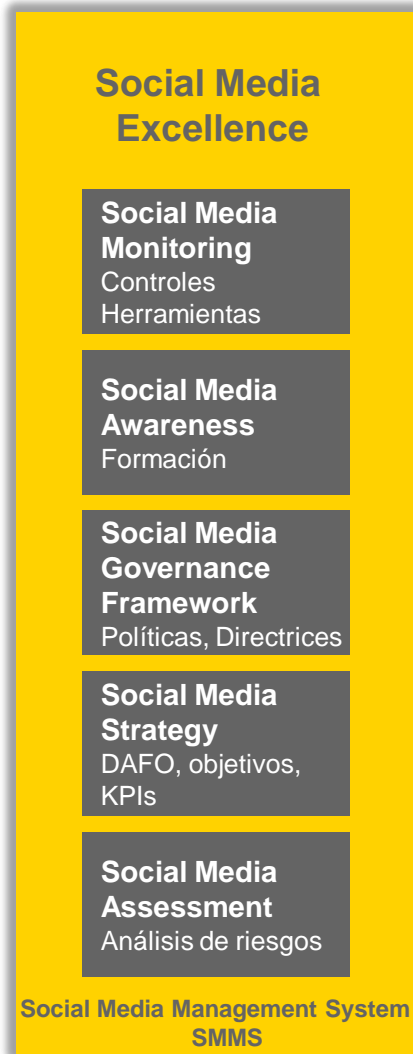 Social Media
Excellence
Social Media
Monitoring
Controles
Herramientas
Social Media
Awareness
Formación
Social Media
Governance
Framework
Políticas, Directrices
Social Media
Strategy
DAFO, objetivos,
KPIs
Social Media
Assessment
Análisis de riesgos
Social Media Management System
SMMS